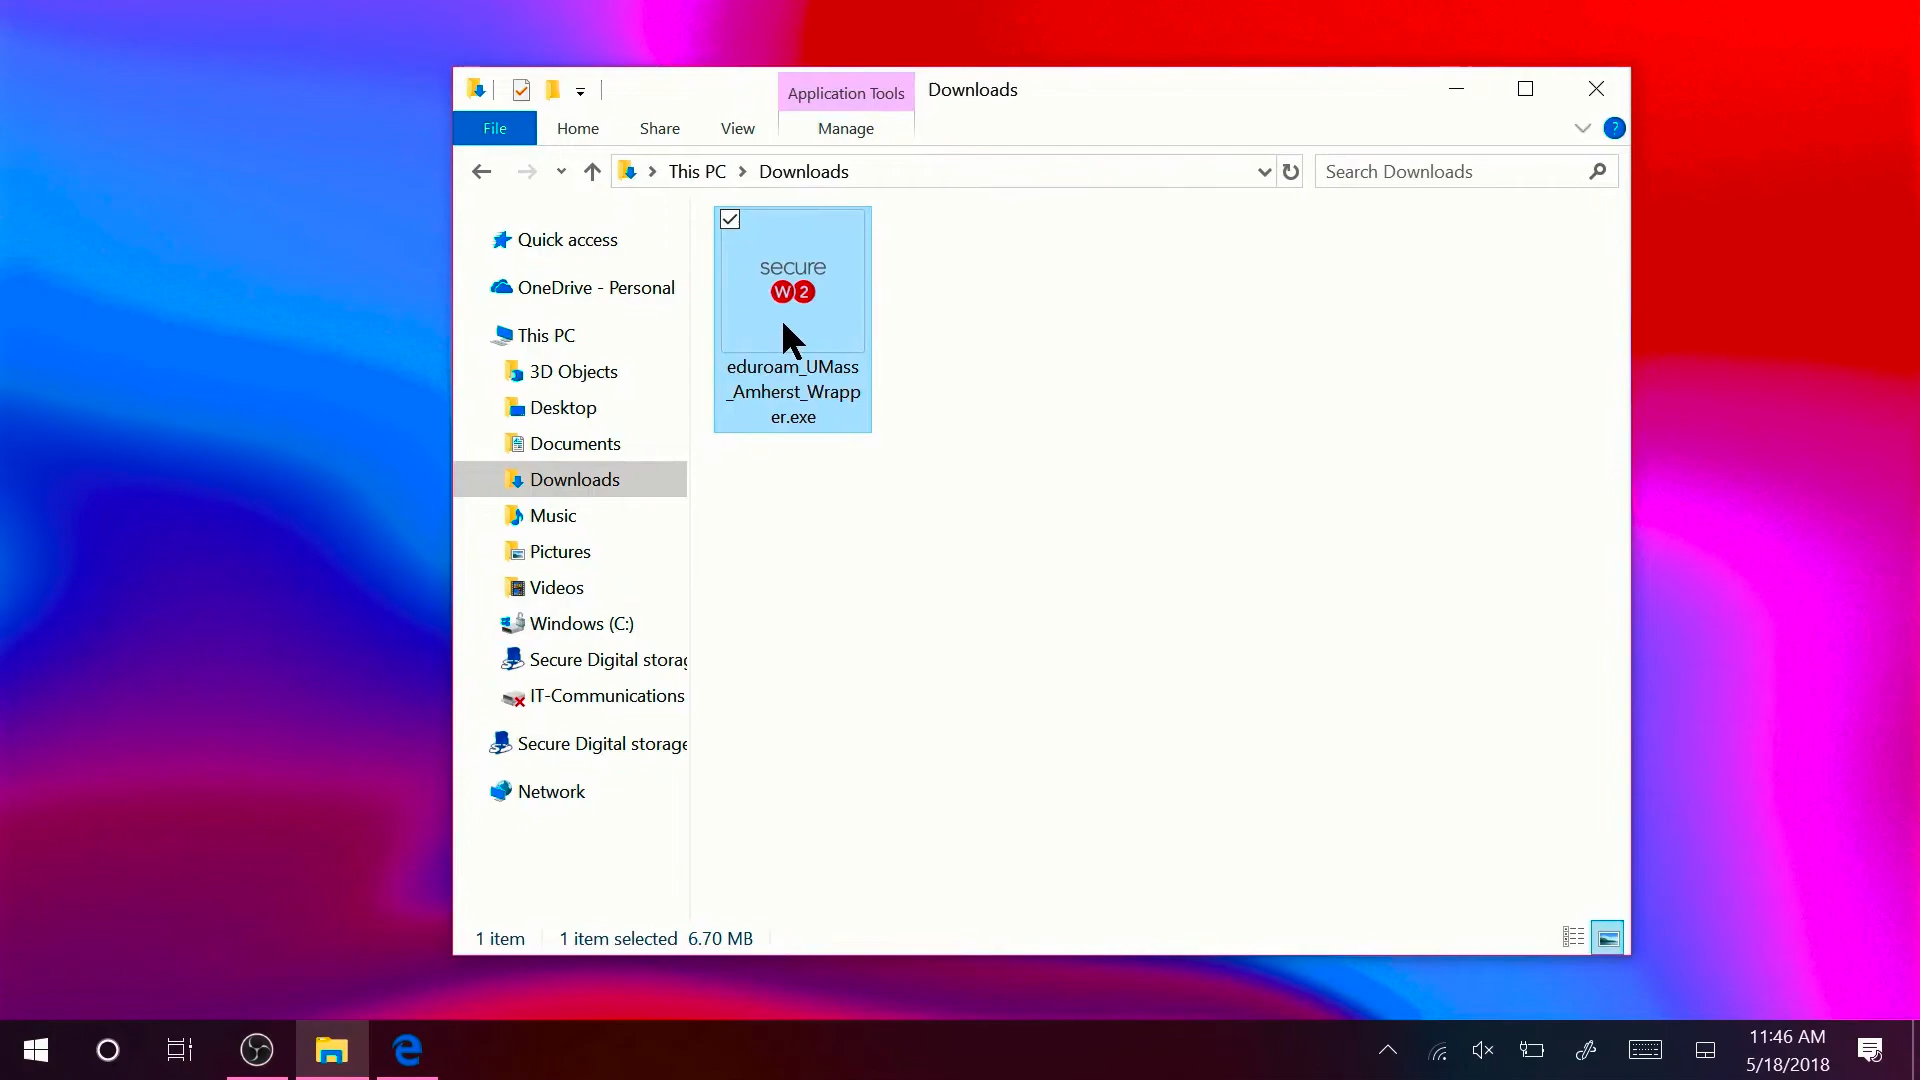 Application Tools
Downloads
File
Home
Share
View
Manage
?
This PC
Downloads
Search Downloads
Quick access
OneDrive - Personal
This PC
3D Objects
Desktop
Documents
Downloads
Music
Pictures
Videos
Windows (C:)
Secure Digital storag
IT-Communications
Secure Digital storage
Network
secure
W2
eduroam_UMass
_Amherst_Wrapp
er.exe
1 item
1 item selected 6.70 MB
11:46 AM
5/18/2018